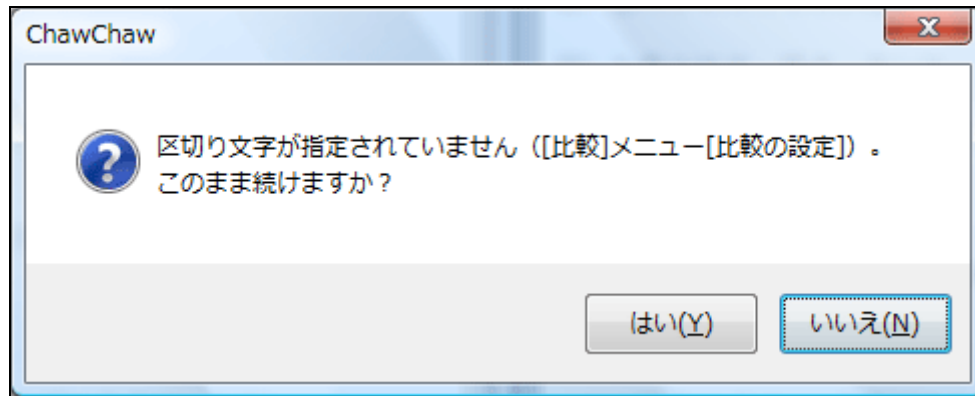 ChawChaw
区切り文字が指定されていません（[比較]メニュー[比較の設定]）。
このまま続けますか？
はい(Y)
いいえ(N)